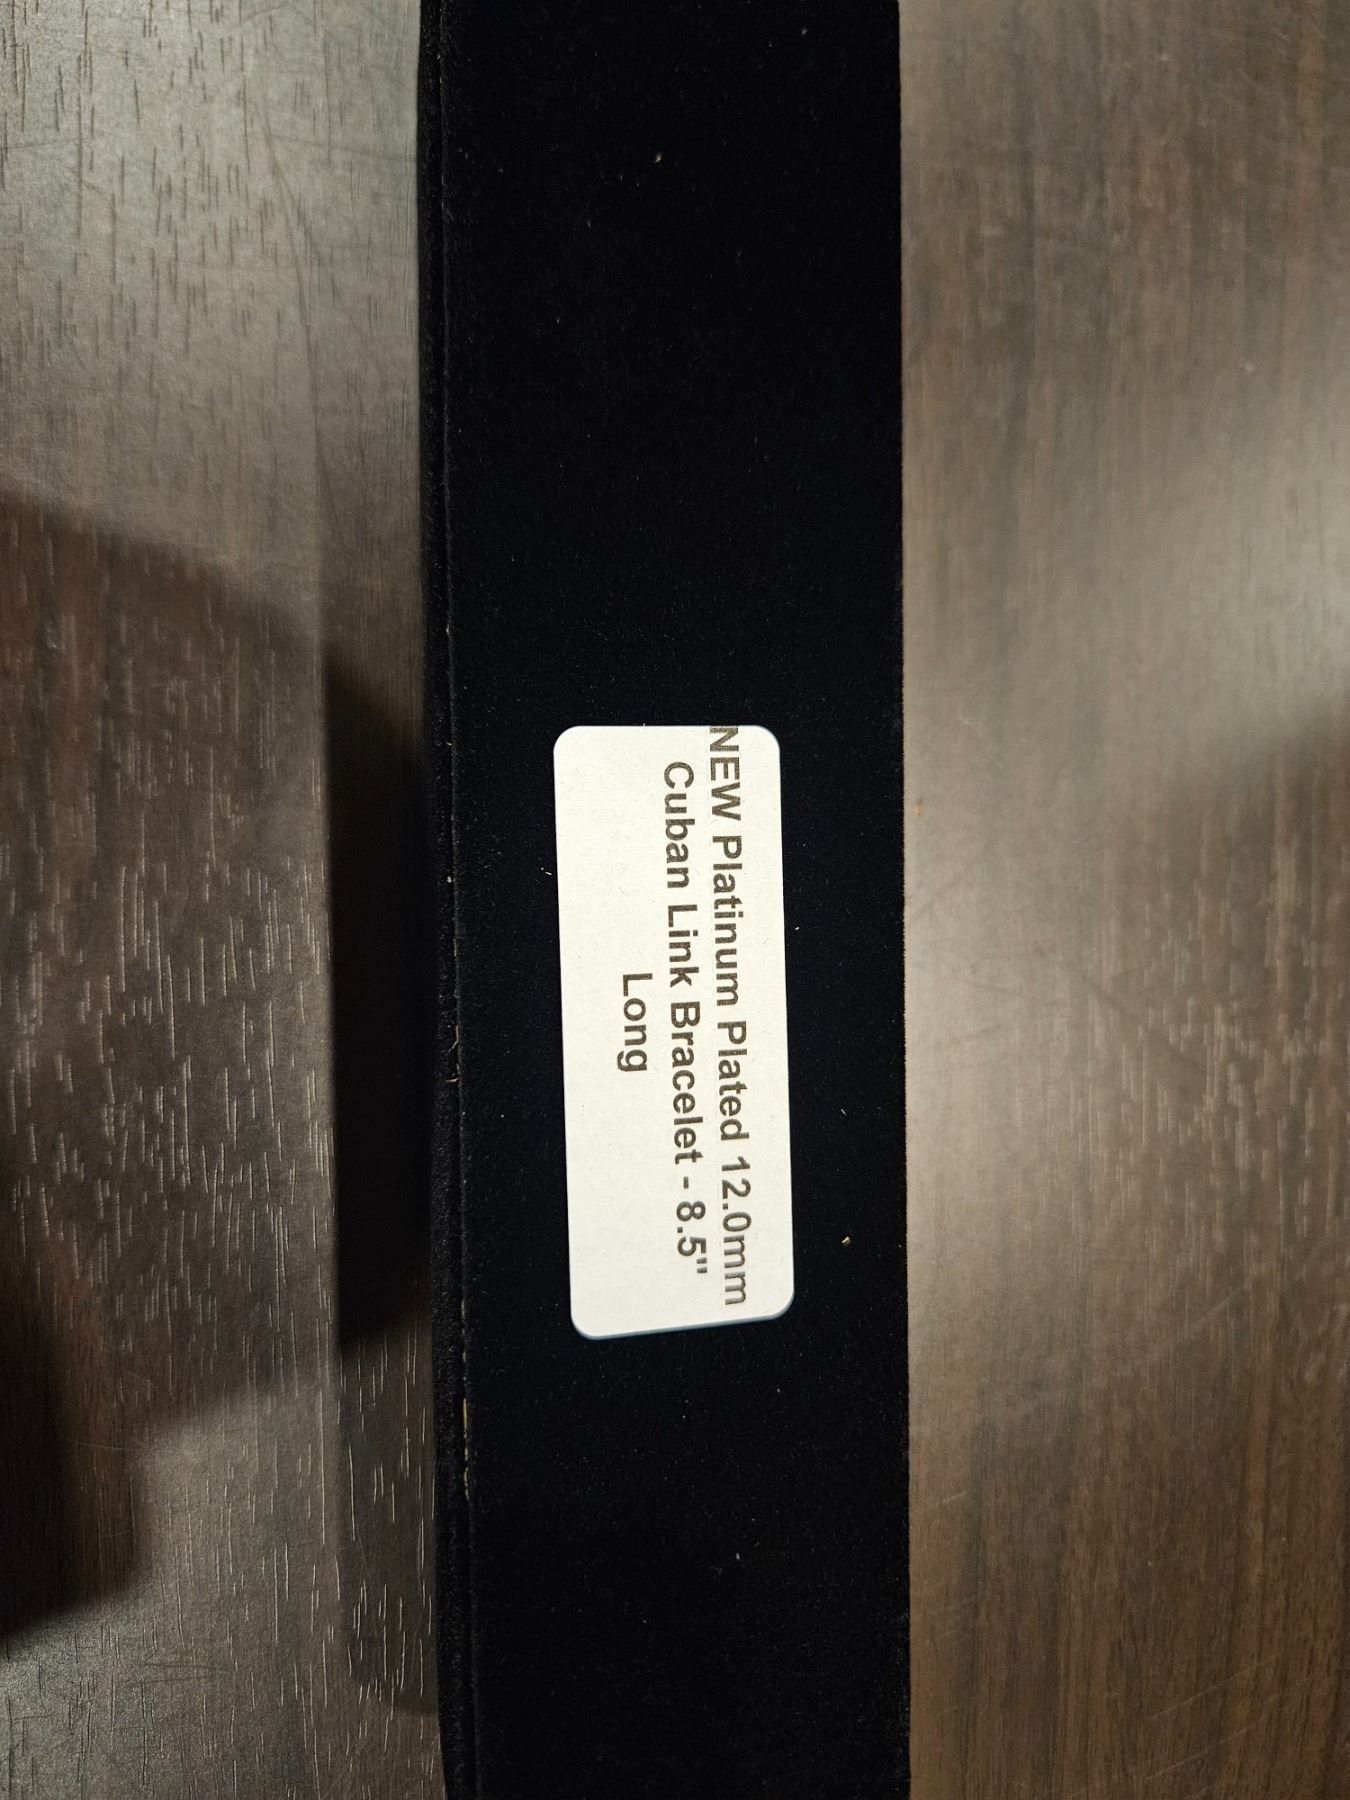 NEW Platinum Plated 12.0mm
Cuban Link Bracelet - 8.5"
Long